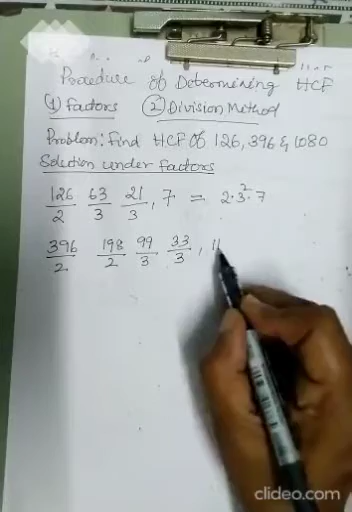 Procedure of Determining HCF
① Factors ② Division Method
Problem: Find HCF of 126, 396 & 1080
Solution under factors
126/2 63/3 21/3, 7 = 2·3²·7
396/2 198/2 99/3 33/3, 11
clideo.com